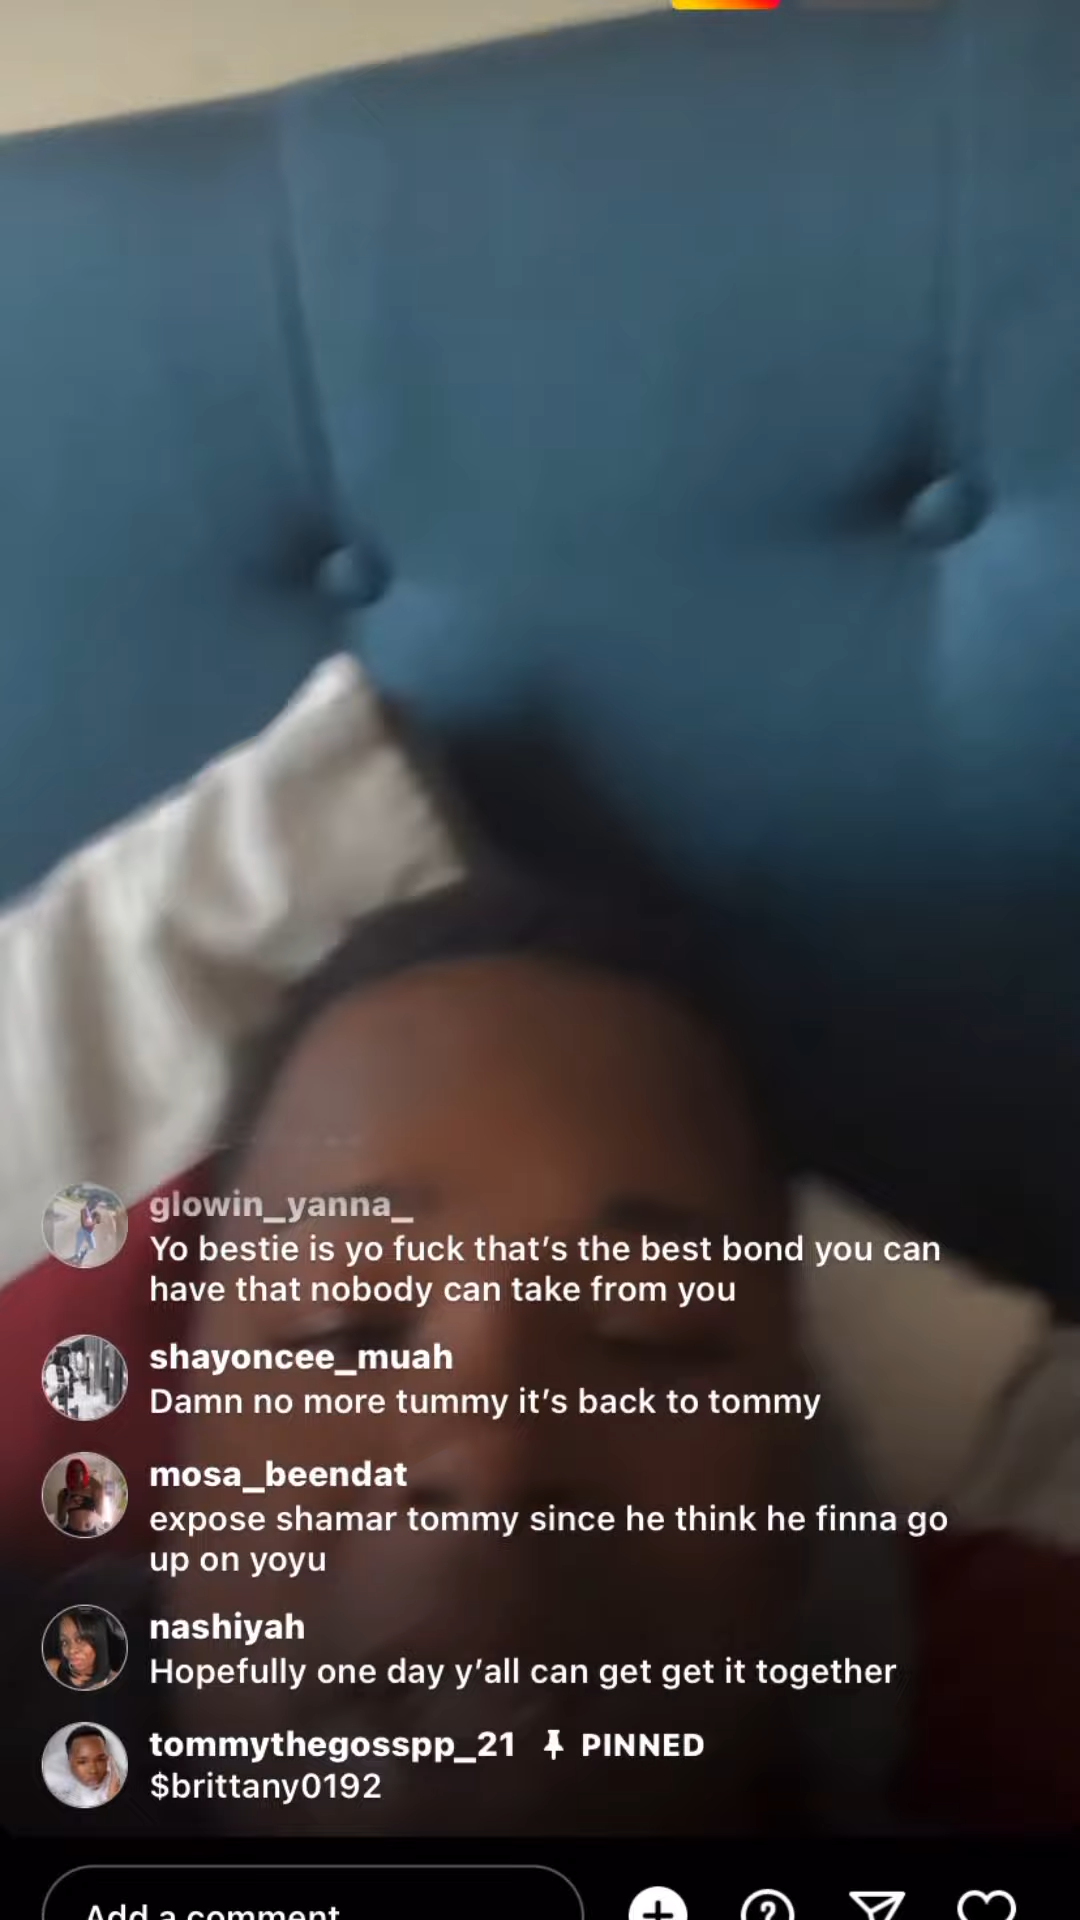 glowin_yanna_
Yo bestie is yo fuck that’s the best bond you can
have that nobody can take from you
shayoncee_muah
Damn no more tummy it’s back to tommy
mosa_beendat
expose shamar tommy since he think he finna go
up on yoyu
nashiyah
Hopefully one day y’all can get get it together
tommythegosspp_21 PINNED
$brittany0192
Add a comment